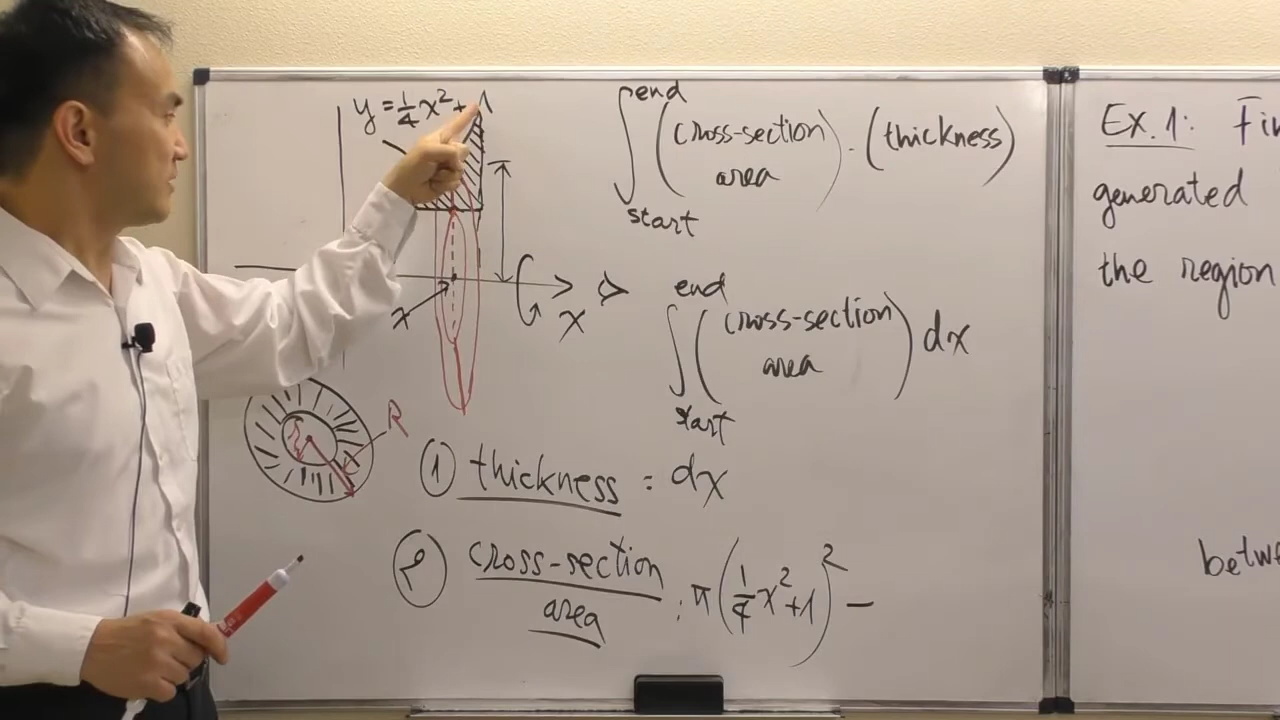 y = 1/4 x² + 1
end
∫ (cross-section area) · (thickness)
start
x
x
end
∫ (cross-section area) dx
start
R
① thickness : dx
② cross-section area : π(1/4 x² + 1)² −
Ex. 1: Fin
generated
the region
betwe